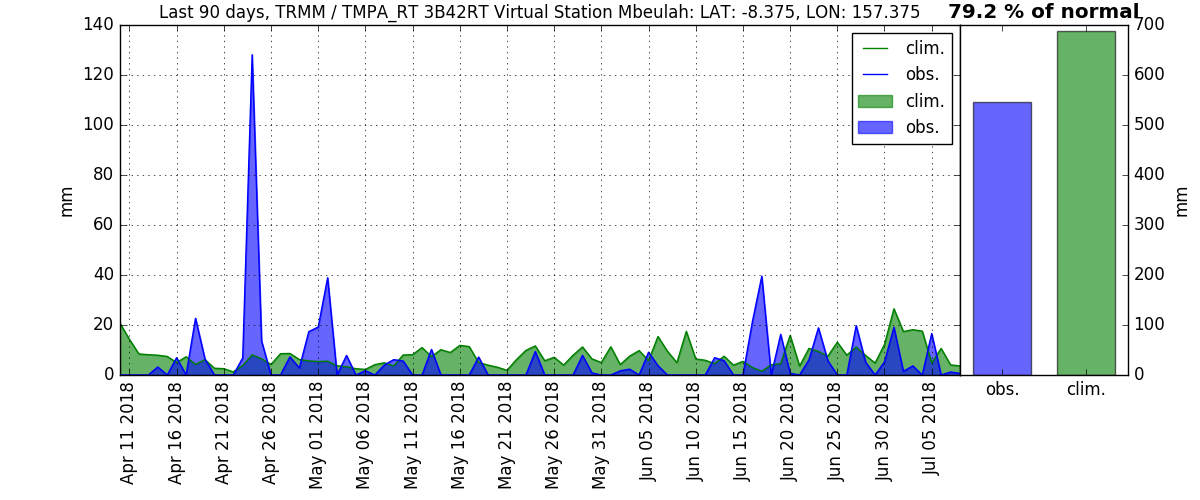 Last 90 days, TRMM / TMPA_RT 3B42RT Virtual Station Mbeulah: LAT: -8.375, LON: 157.375
79.2 % of normal
140
120
100
80
60
40
20
0
mm
clim.
obs.
clim.
obs.
700
600
500
400
300
200
100
0
mm
obs.
clim.
Apr 11 2018
Apr 16 2018
Apr 21 2018
Apr 26 2018
May 01 2018
May 06 2018
May 11 2018
May 16 2018
May 21 2018
May 26 2018
May 31 2018
Jun 05 2018
Jun 10 2018
Jun 15 2018
Jun 20 2018
Jun 25 2018
Jun 30 2018
Jul 05 2018